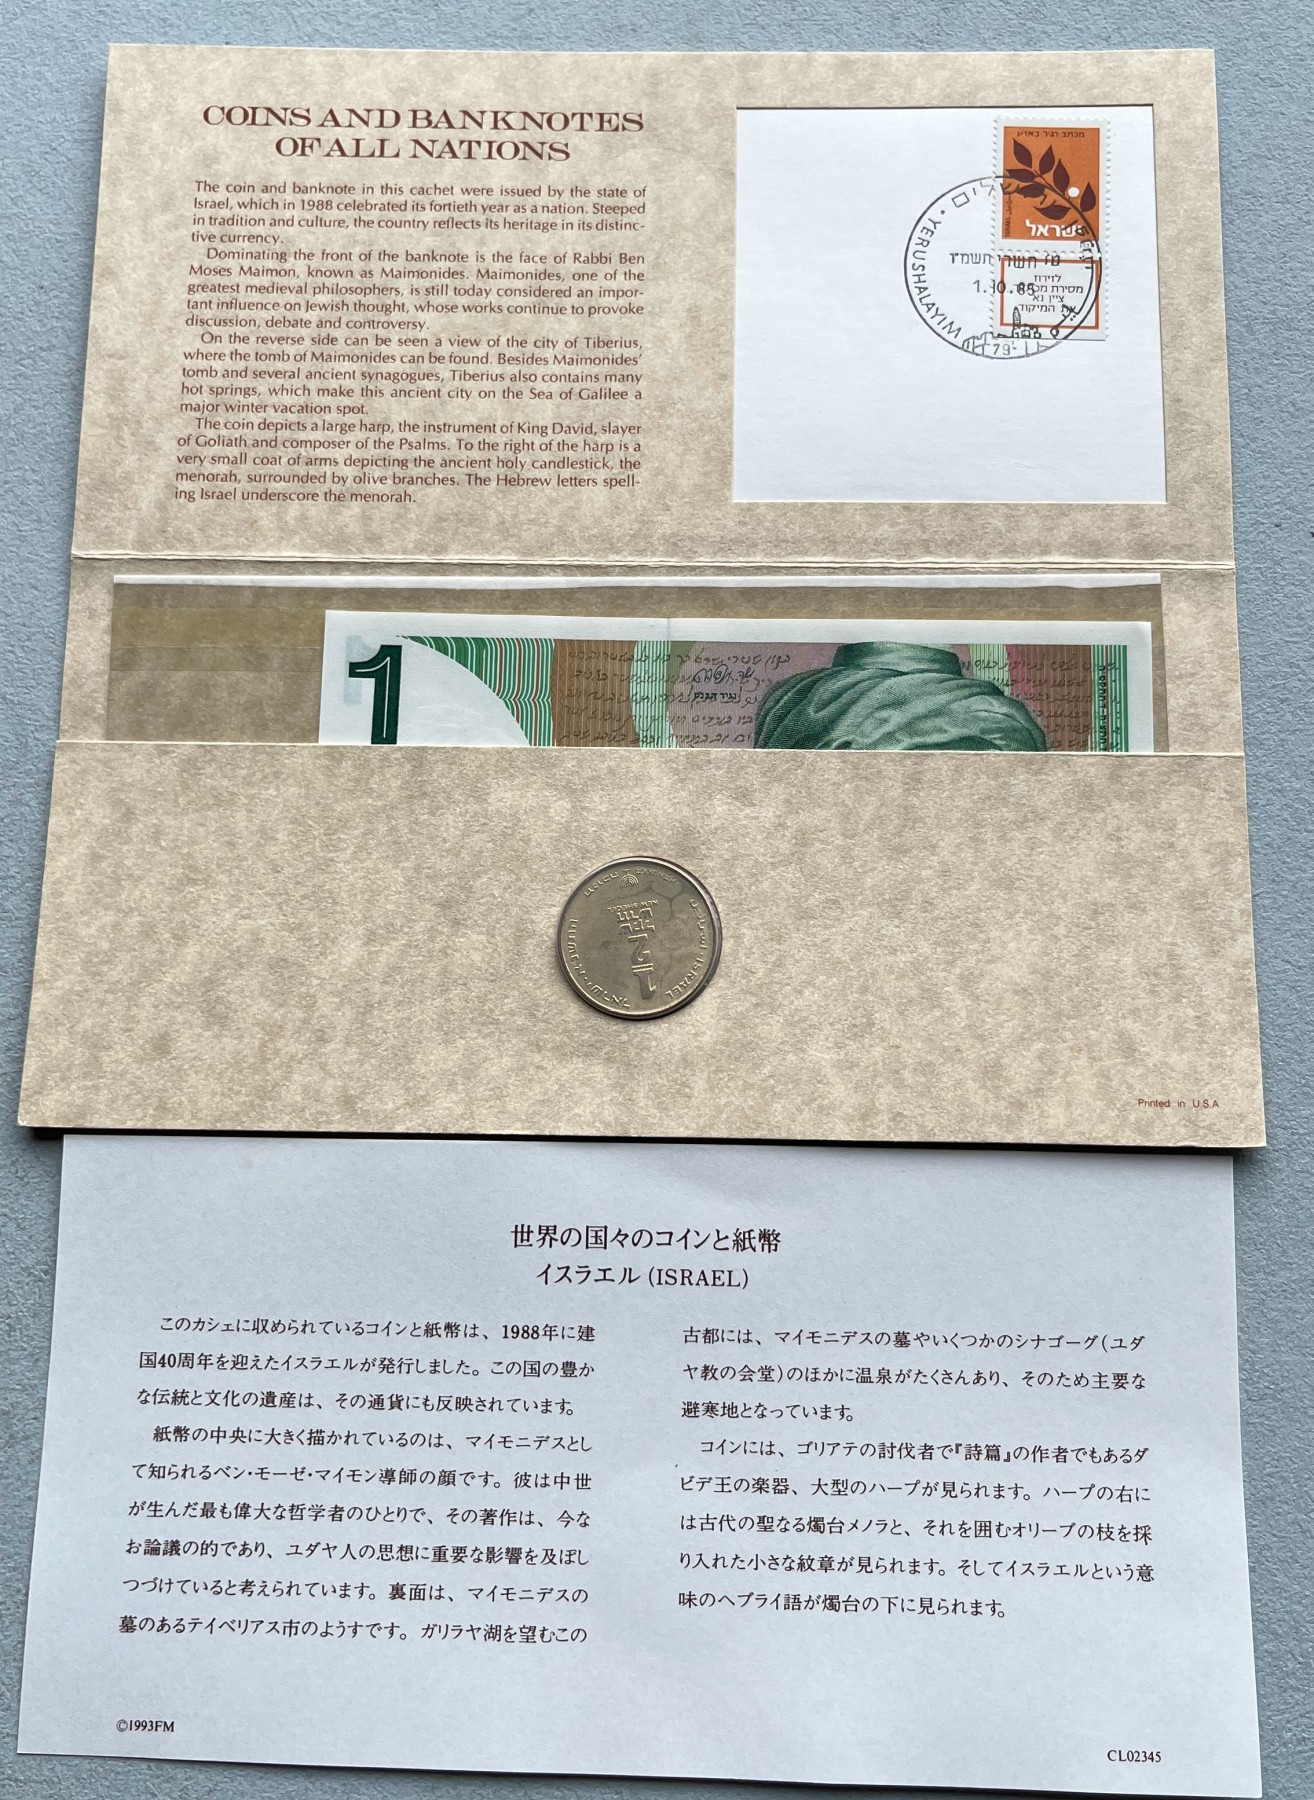 COINS AND BANKNOTES
OF ALL NATIONS
The coin and banknote in this cachet were issued by the state of
Israel, which in 1988 celebrated its fortieth year as a nation. Steeped
in tradition and culture, the country reflects its heritage in its distinc-
tive currency.
Dominating the front of the banknote is the face of Rabbi Ben
Moses Maimon, known as Maimonides. Maimonides, one of the
greatest medieval philosophers, is still today considered an impor-
tant influence on Jewish thought, whose works continue to provoke
discussion, debate and controversy.
On the reverse side can be seen a view of the city of Tiberius,
where the tomb of Maimonides can be found. Besides Maimonides'
tomb and several ancient synagogues, Tiberius also contains many
hot springs, which make this ancient city on the Sea of Galilee a
major winter vacation spot.
The coin depicts a large harp, the instrument of King David, slayer
of Goliath and composer of the Psalms. To the right of the harp is a
very small coat of arms depicting the ancient holy candlestick, the
menorah, surrounded by olive branches. The Hebrew letters spell-
ing Israel underscore the menorah.
ישראל
ירושלים
YERUSHALAYIM
תשרי תשמ"ו
1.10.85
לזירוז
ציין נא
את המיקוד
79
1
נגיד הבנק
1/2
NEW SHEQEL
ISRAEL
ישראל
Printed in U.S.A
世界の国々のコインと紙幣
イスラエル (ISRAEL)
このカシェに収められているコインと紙幣は、1988年に建
国40周年を迎えたイスラエルが発行しました。この国の豊か
な伝統と文化の遺産は、その通貨にも反映されています。
紙幣の中央に大きく描かれているのは、マイモニデスとし
て知られるベン・モーゼ・マイモン導師の顔です。彼は中世
が生んだ最も偉大な哲学者のひとりで、その著作は、今な
お論議の的であり、ユダヤ人の思想に重要な影響を及ぼし
つづけていると考えられています。裏面は、マイモニデスの
墓のあるテイベリアス市のようすです。ガリラヤ湖を望むこの
古都には、マイモニデスの墓やいくつかのシナゴーグ(ユダ
ヤ教の会堂)のほかに温泉がたくさんあり、そのため主要な
避寒地となっています。
コインには、ゴリアテの討伐者で『詩篇』の作者でもあるダ
ビデ王の楽器、大型のハープが見られます。ハープの右に
は古代の聖なる燭台メノラと、それを囲むオリーブの枝を採
り入れた小さな紋章が見られます。そしてイスラエルという意
味のヘブライ語が燭台の下に見られます。
©1993FM
CL02345